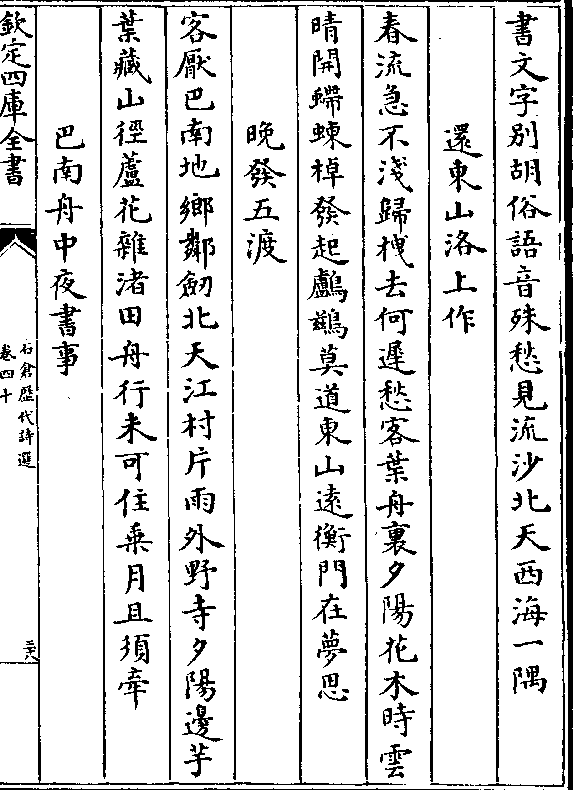 書文字别胡俗語音殊愁見流沙北天西海一隅
還東山洛上作
春流急不淺歸栧去何遲愁客葉舟裏夕陽花木時雲
晴開螮蝀棹發起鸕鷀莫道東山遠衡門在夢思
晚發五渡
客厭巴南地鄉鄰劒北天江村片雨外野寺夕陽邊芋
葉藏山徑蘆花雜渚田舟行未可住乗月且須牽
巴南舟中夜書事
欽定四庫全書
石倉歴代詩選
卷四十
二六